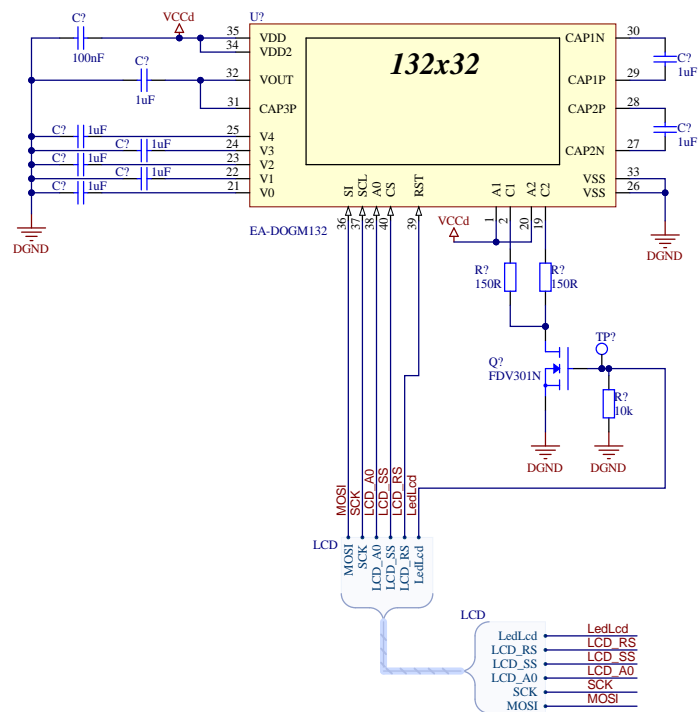 C?
100nF
VCCd
U?
35
VDD
34
VDD2
32
VOUT
31
CAP3P
C?
1uF
25
V4
24
V3
23
V2
22
V1
21
V0
C?
1uF
C?
1uF
C?
1uF
C?
1uF
C?
1uF
DGND
132x32
CAP1N
30
CAP1P
29
CAP2P
28
CAP2N
27
VSS
33
VSS
26
C?
1uF
C?
1uF
DGND
SI
SCL
A0
CS
RST
A1
C1
A2
C2
36
37
38
40
39
1
2
20
19
EA-DOGM132
VCCd
R?
150R
R?
150R
Q?
FDV301N
TP?
R?
10k
DGND
DGND
MOSI
SCK
LCD_A0
LCD_SS
LCD_RS
LedLcd
LCD
MOSI
SCK
LCD_A0
LCD_SS
LCD_RS
LedLcd
LCD
LedLcd LedLcd
LCD_RS LCD_RS
LCD_SS LCD_SS
LCD_A0 LCD_A0
SCK SCK
MOSI MOSI